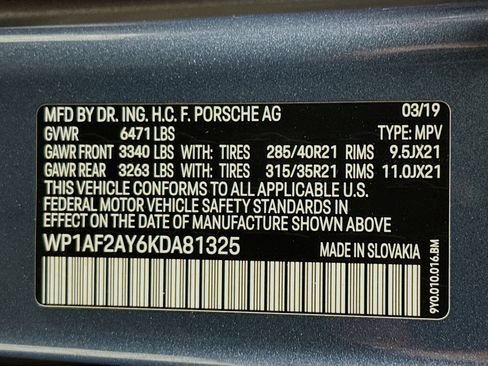 MFD BY DR. ING. H.C. F. PORSCHE AG 03/19
GVWR 6471 LBS TYPE: MPV
GAWR FRONT 3340 LBS WITH: TIRES 285/40R21 RIMS 9.5JX21
GAWR REAR 3263 LBS WITH: TIRES 315/35R21 RIMS 11.0JX21
THIS VEHICLE CONFORMS TO ALL APPLICABLE U.S.
FEDERAL MOTOR VEHICLE SAFETY STANDARDS IN
EFFECT ON THE DATE OF MANUFACTURE SHOWN ABOVE
WP1AF2AY6KDA81325 MADE IN SLOVAKIA
9Y0.010.016.BM